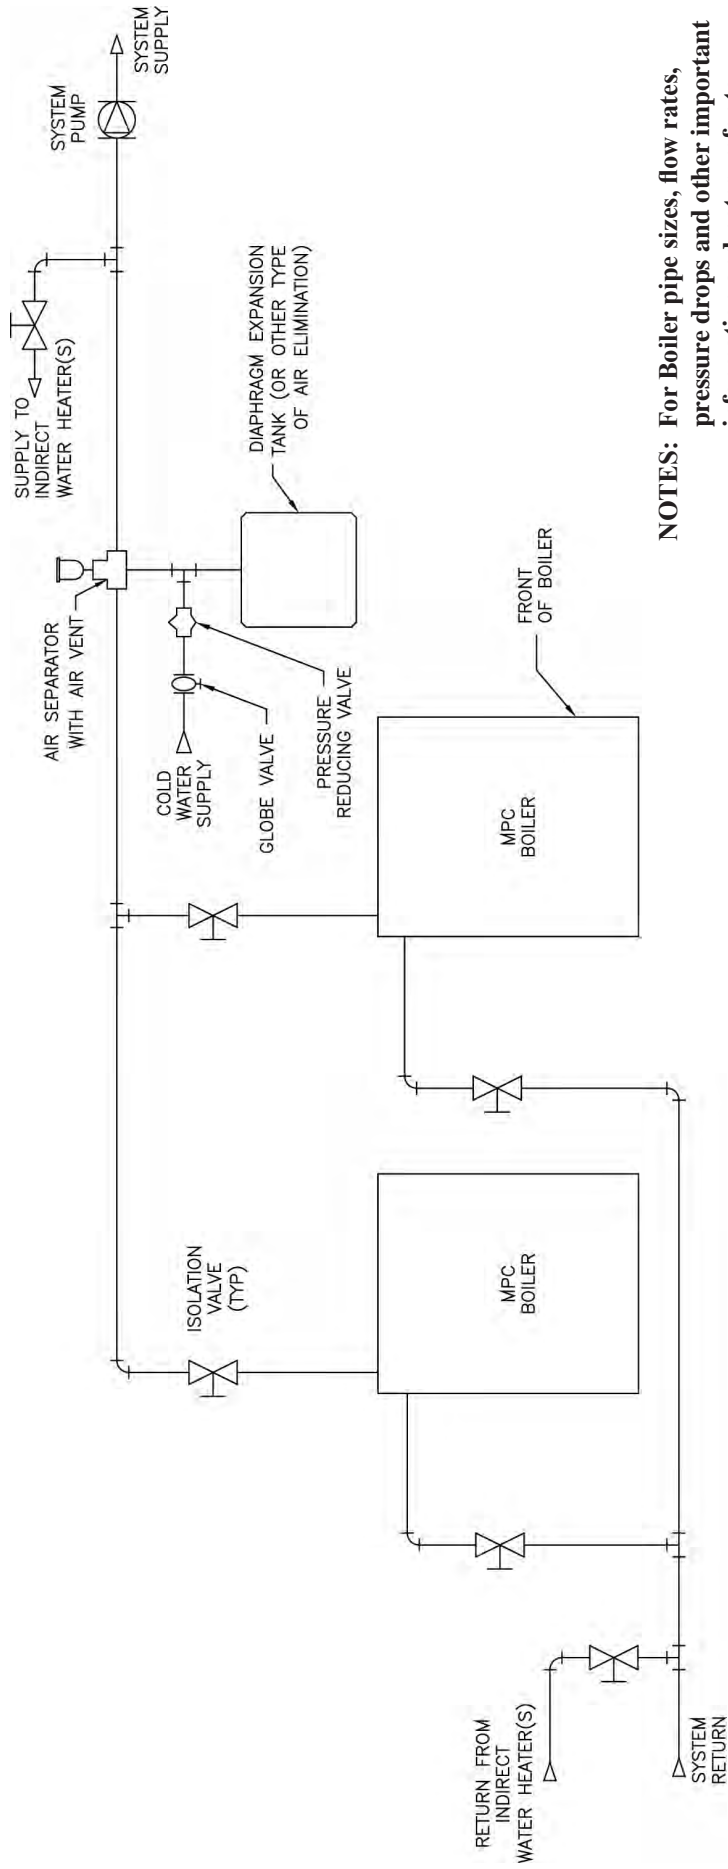 SYSTEM
SUPPLY
SYSTEM
PUMP
SUPPLY TO
INDIRECT
WATER HEATER(S)
AIR SEPARATOR
WITH AIR VENT
DIAPHRAGM EXPANSION
TANK (OR OTHER TYPE
OF AIR ELIMINATION)
COLD
WATER
SUPPLY
GLOBE VALVE
PRESSURE
REDUCING VALVE
FRONT
OF BOILER
MPC
BOILER
ISOLATION
VALVE
(TYP)
MPC
BOILER
RETURN FROM
INDIRECT
WATER HEATER(S)
SYSTEM
RETURN
NOTES: For Boiler pipe sizes, flow rates,
pressure drops and other important